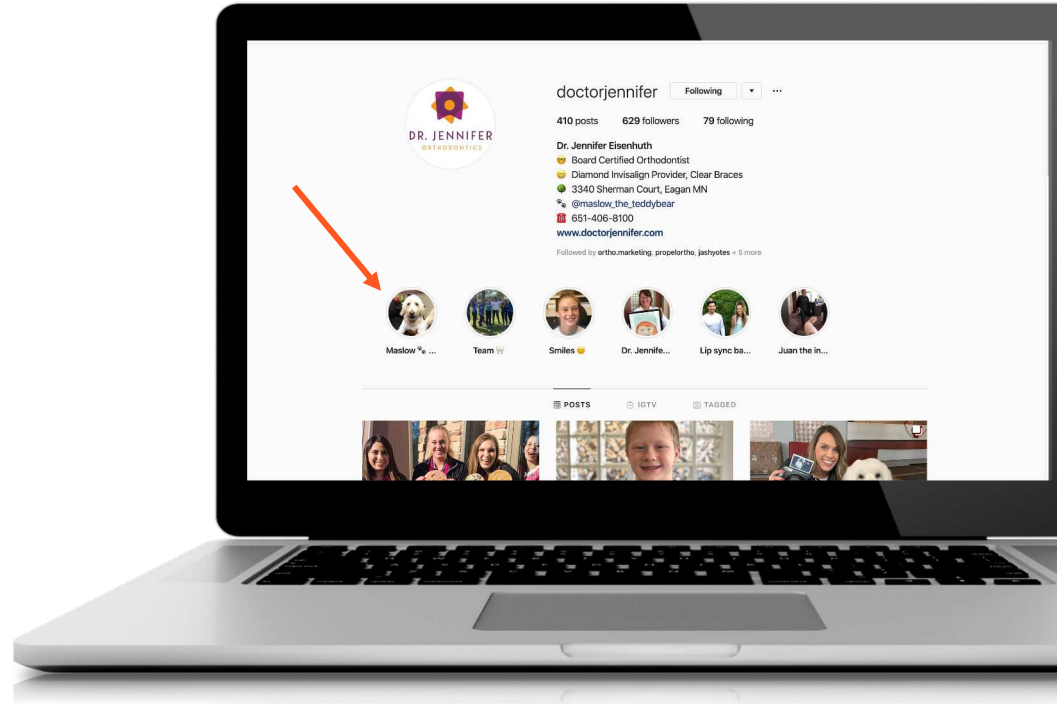 DR. JENNIFER
ORTHODONTICS
doctorjennifer Following ▾ ...
410 posts 629 followers 79 following
Dr. Jennifer Eisenhuth
🤓 Board Certified Orthodontist
😀 Diamond Invisalign Provider, Clear Braces
🌳 3340 Sherman Court, Eagan MN
🐾 @maslow_the_teddybear
☎️ 651-406-8100
www.doctorjennifer.com
Followed by ortho.marketing, propelortho, jashyotes + 5 more
Maslow 🐾 ... Team 🦷 Smiles 😁 Dr. Jennife... Lip sync ba... Juan the in...
POSTS IGTV TAGGED